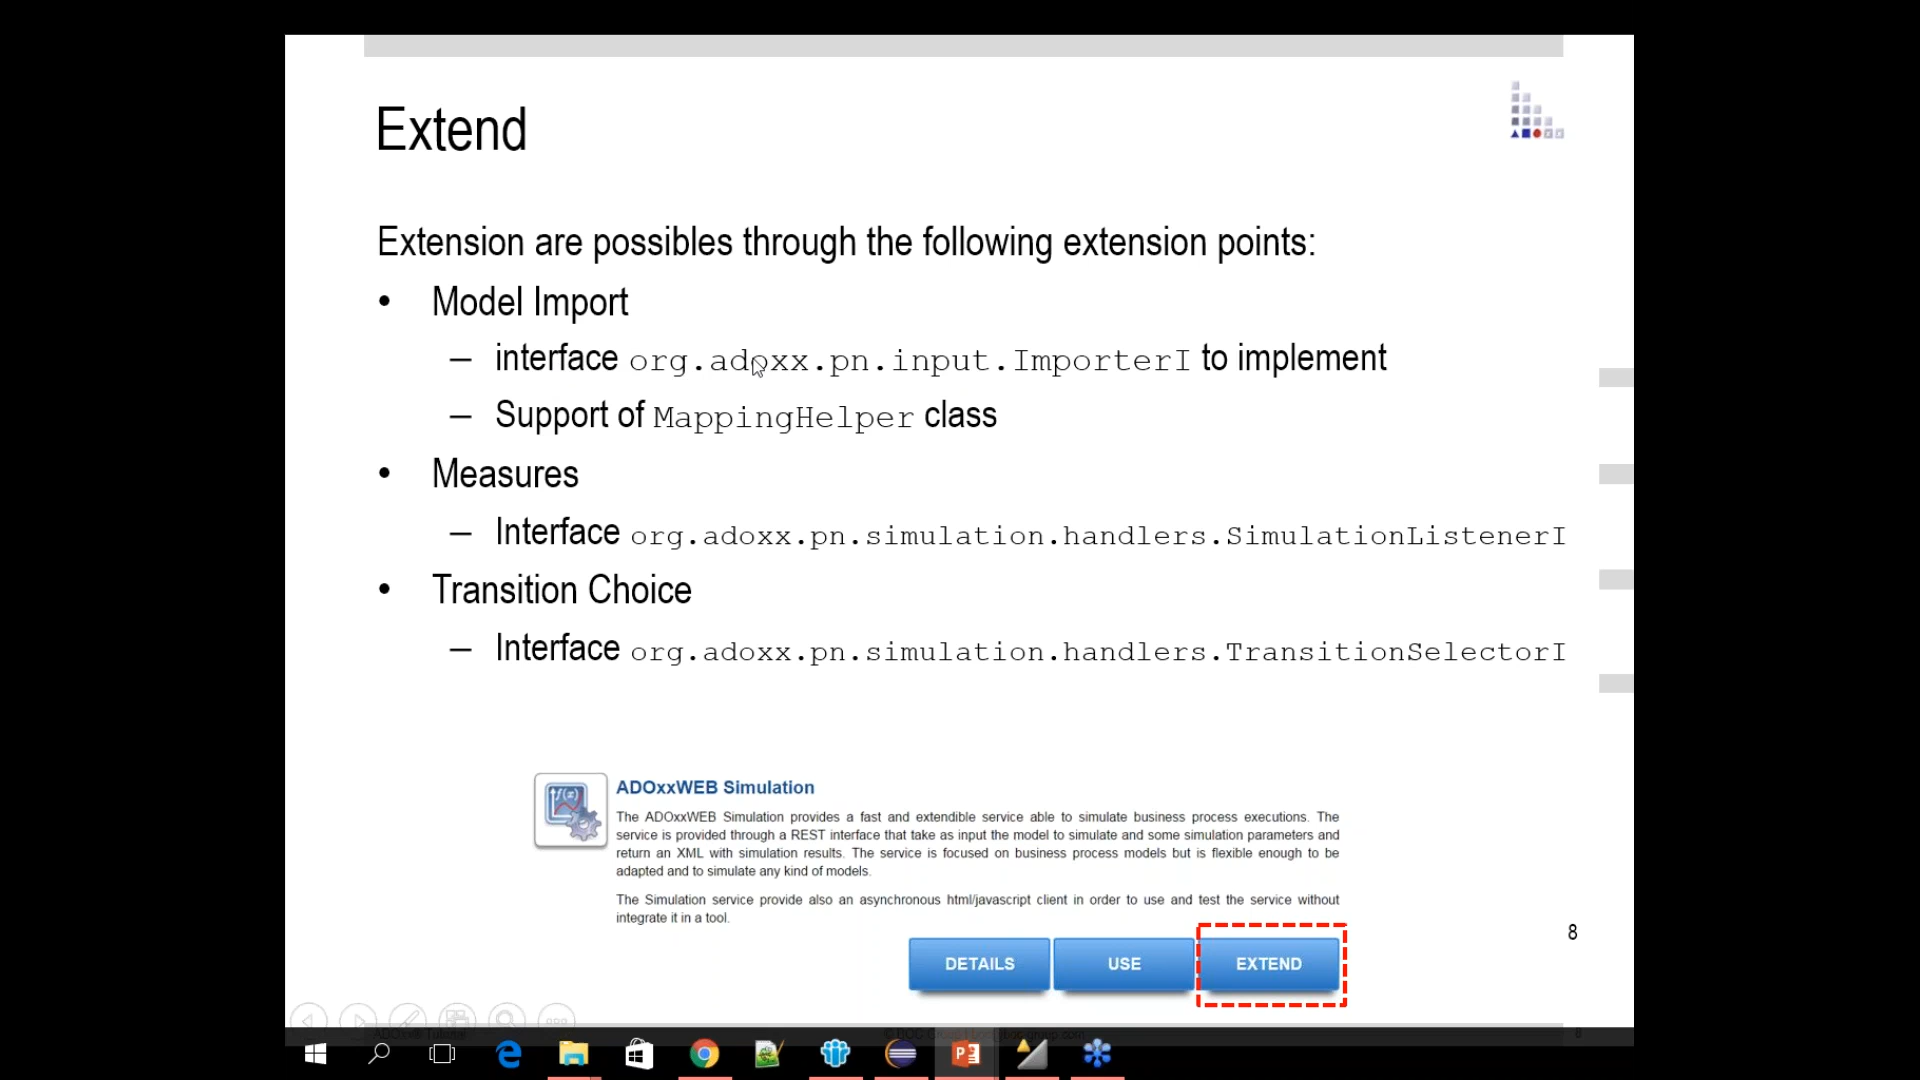 Extend
Extension are possibles through the following extension points:
• Model Import
– interface org.adoxx.pn.input.ImporterI to implement
– Support of MappingHelper class
• Measures
– Interface org.adoxx.pn.simulation.handlers.SimulationListenerI
• Transition Choice
– Interface org.adoxx.pn.simulation.handlers.TransitionSelectorI
ADOxxWEB Simulation
The ADOxxWEB Simulation provides a fast and extendible service able to simulate business process executions. The
service is provided through a REST interface that take as input the model to simulate and some simulation parameters and
return an XML with simulation results. The service is focused on business process models but is flexible enough to be
adapted and to simulate any kind of models.
The Simulation service provide also an asynchronous html/javascript client in order to use and test the service without
integrate it in a tool.
8
DETAILS USE EXTEND